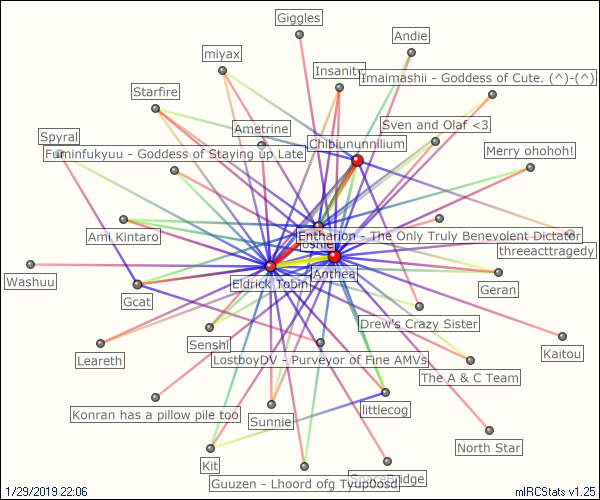 Giggles
Andie
miyax
Insanity
Imaimashii - Goddess of Cute. (^)-(^)
Starfire
Ametrine
Sven and Olaf <3
Spyral
Chibiununnilium
Fuminfukyuu - Goddess of Staying up Late
Merry ohohoh!
Ami Kintaro
Entharion - The Only Truly Benevolent Dictator
threeacttragedy
Washuu
Eldrick Tobin
Anthea
Geran
Gcat
Drew's Crazy Sister
Senshi
Kaitou
Leareth
LostboyDV - Purveyor of Fine AMVs
The A & C Team
Konran has a pillow pile too
Sunnie
littlecog
North Star
Kit
SpaceBridge
Guuzen - Lhoord ofg Tyup0osd
1/29/2019 22:06
mIRCStats v1.25